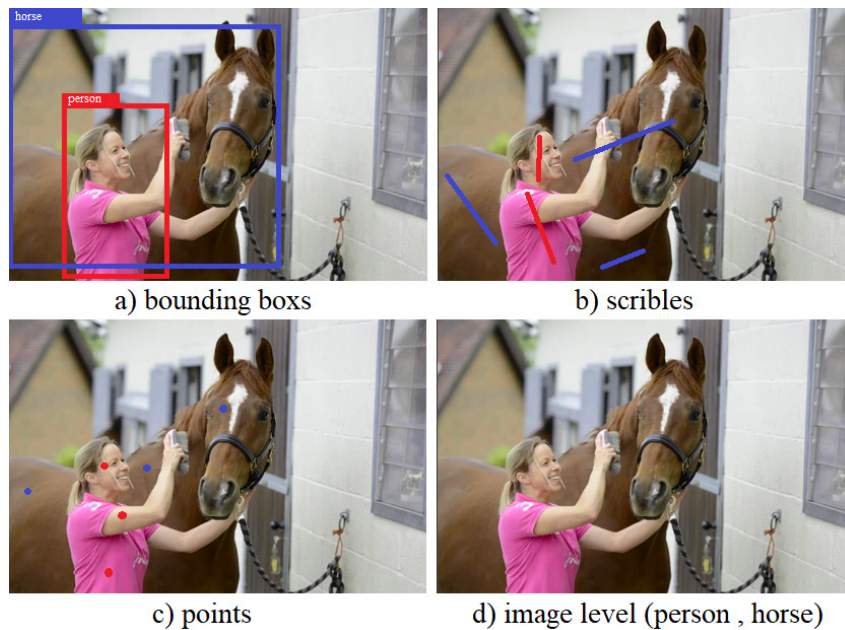 horse
person
a) bounding boxs
b) scribles
c) points
d) image level (person , horse)